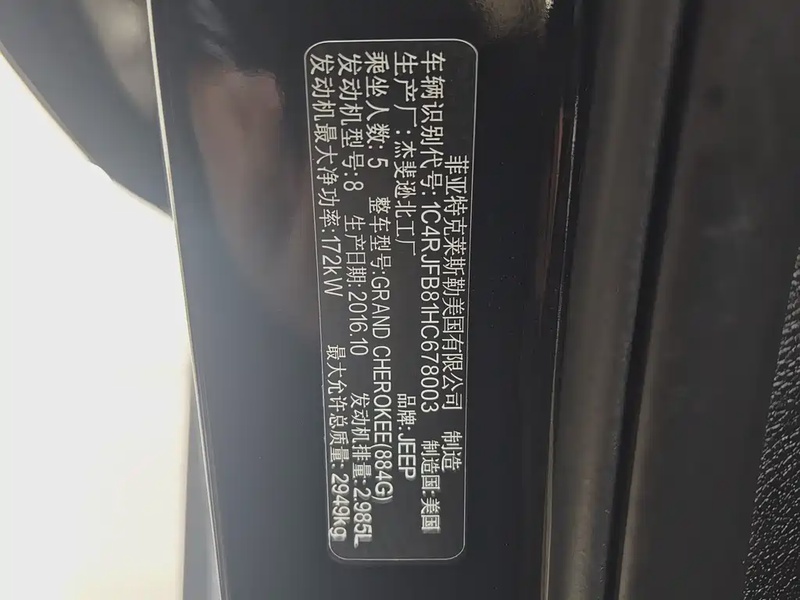 菲亚特克莱斯勒美国有限公司 制造
车辆识别代号:1C4RJFB81HC678003 制造国:美国
生产厂:杰斐逊北工厂 品牌:JEEP
乘坐人数:5 整车型号:GRAND CHEROKEE(884G)
发动机型号:8 生产日期:2016.10 发动机排量:2.985L
发动机最大净功率:172kW 最大允许总质量:2949kg